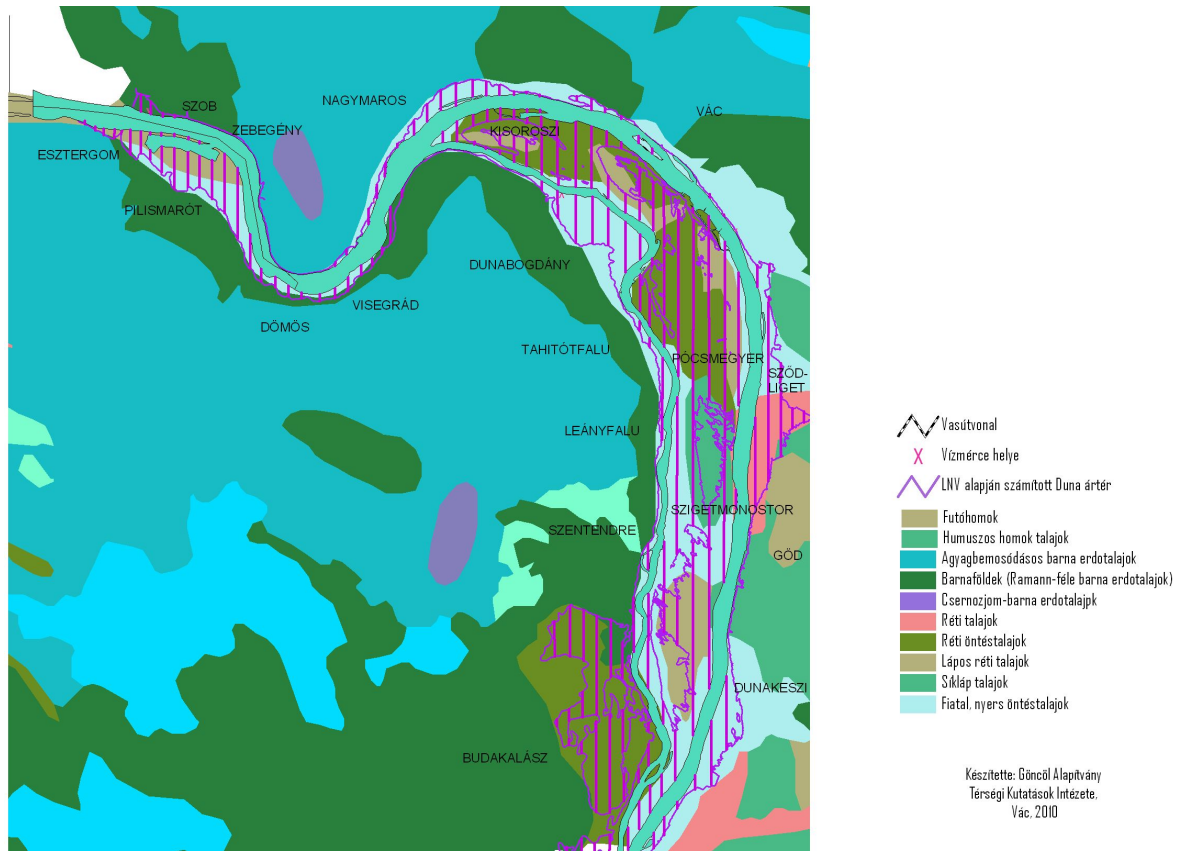 SZOB
NAGYMAROS
VÁC
ZEBEGÉNY
KISOROSZI
ESZTERGOM
PILISMARÓT
DUNABOGDÁNY
VISEGRÁD
DÖMÖS
TAHITÓTFALU
PÓCSMEGYER
SZŐD-
LIGET
LEÁNYFALU
SZIGETMONOSTOR
SZENTENDRE
GÖD
DUNAKESZI
BUDAKALÁSZ
Vasútvonal
Vízmérce helye
LNV alapján számított Duna ártér
Futóhomok
Humuszos homok talajok
Agyagbemosódásos barna erdotalajok
Barnaföldek (Ramann-féle barna erdotalajok)
Csernozjom-barna erdotalajpk
Réti talajok
Réti öntéstalajok
Lápos réti talajok
Síkláp talajok
Fiatal, nyers öntéstalajok
Készítette: Göncöl Alapítvány
Térségi Kutatások Intézete,
Vác, 2010